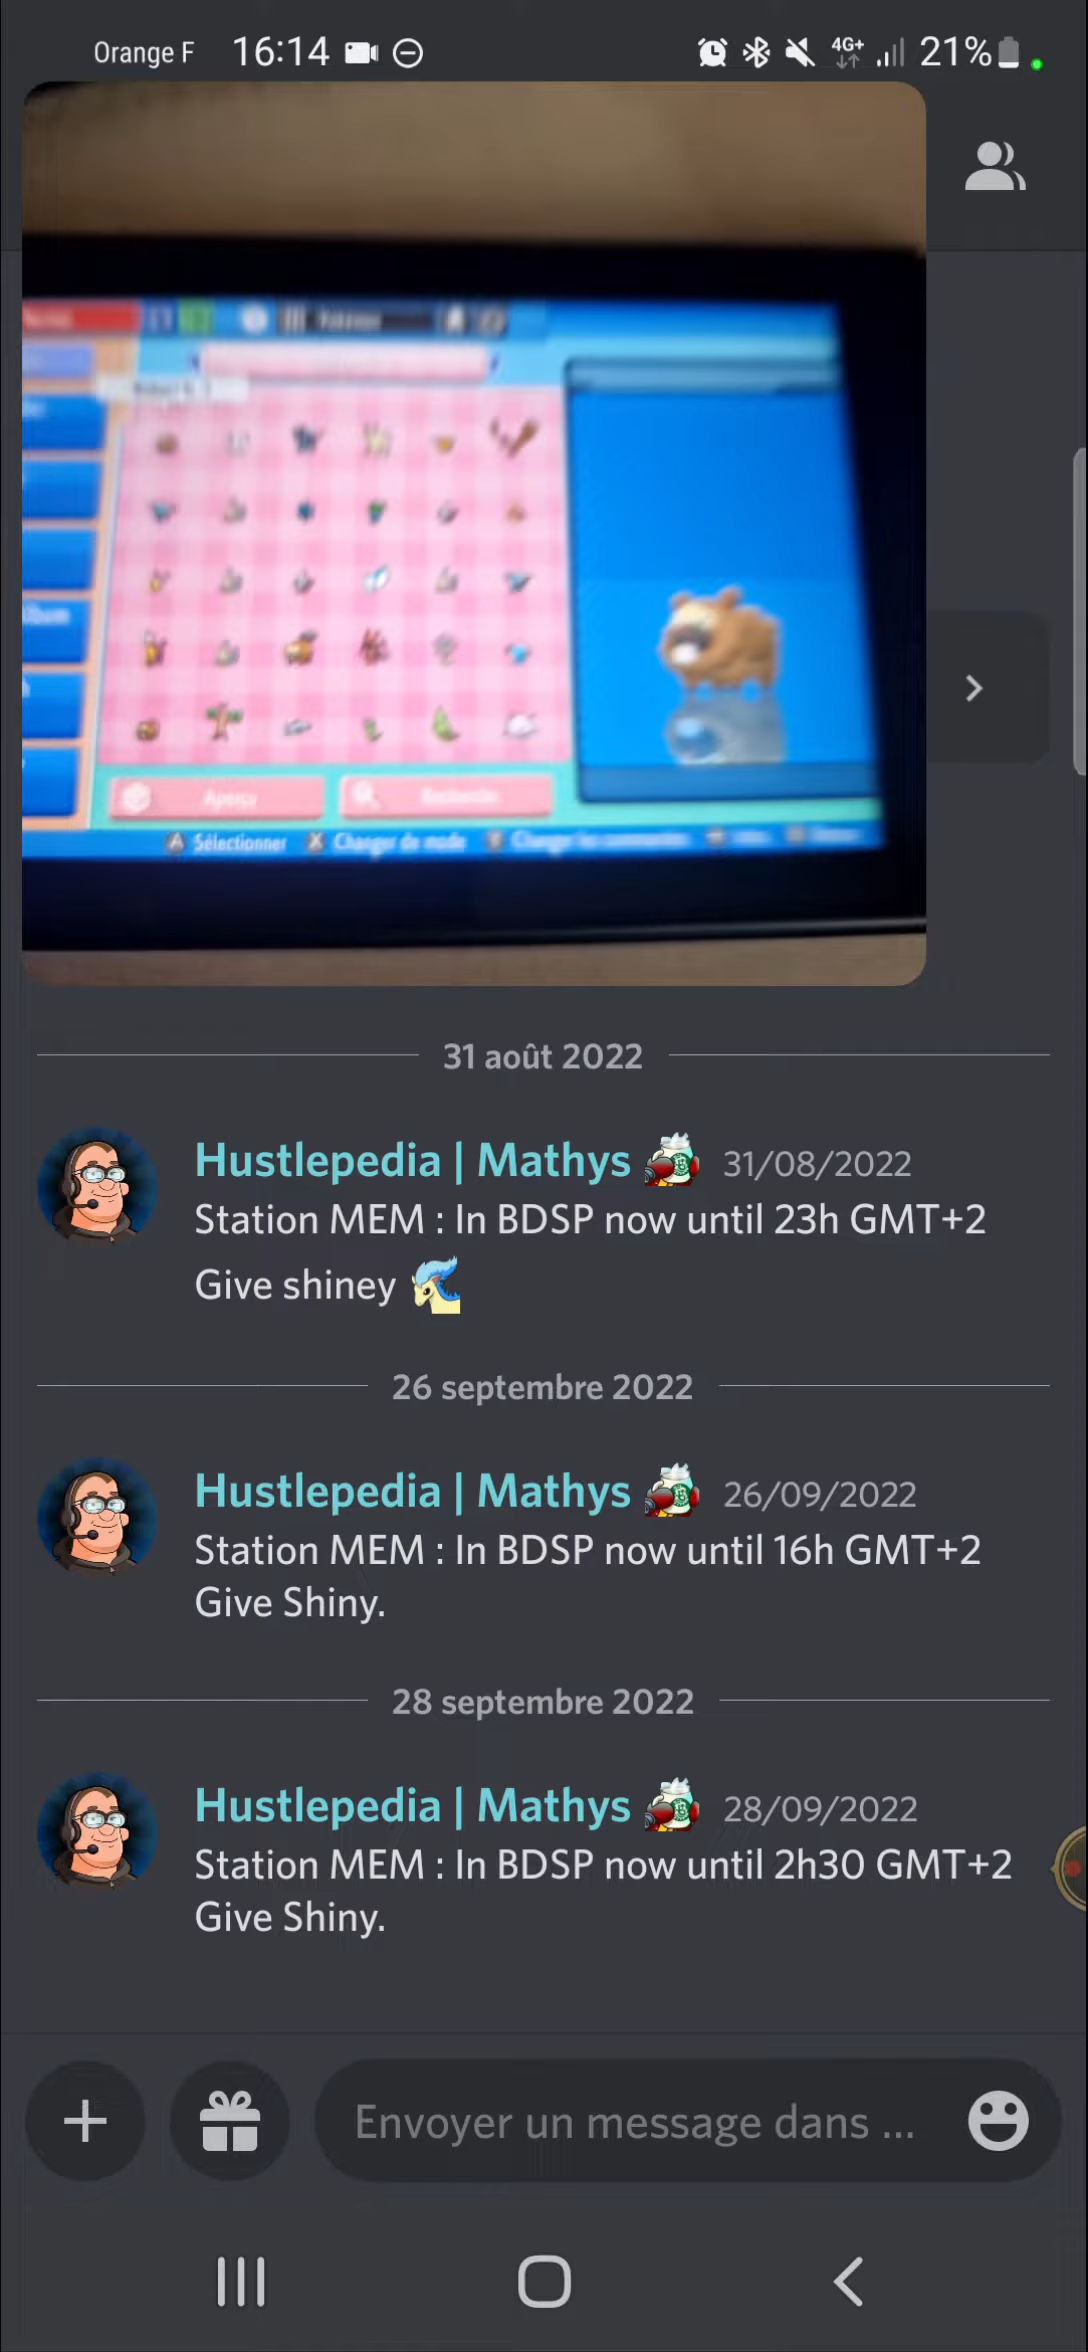 Orange F 16:14 4G+ 21%
Aperçu
Sélectionner Changer de mode
31 août 2022
Hustlepedia | Mathys 31/08/2022
Station MEM : In BDSP now until 23h GMT+2
Give shiney
26 septembre 2022
Hustlepedia | Mathys 26/09/2022
Station MEM : In BDSP now until 16h GMT+2
Give Shiny.
28 septembre 2022
Hustlepedia | Mathys 28/09/2022
Station MEM : In BDSP now until 2h30 GMT+2
Give Shiny.
Envoyer un message dans ...